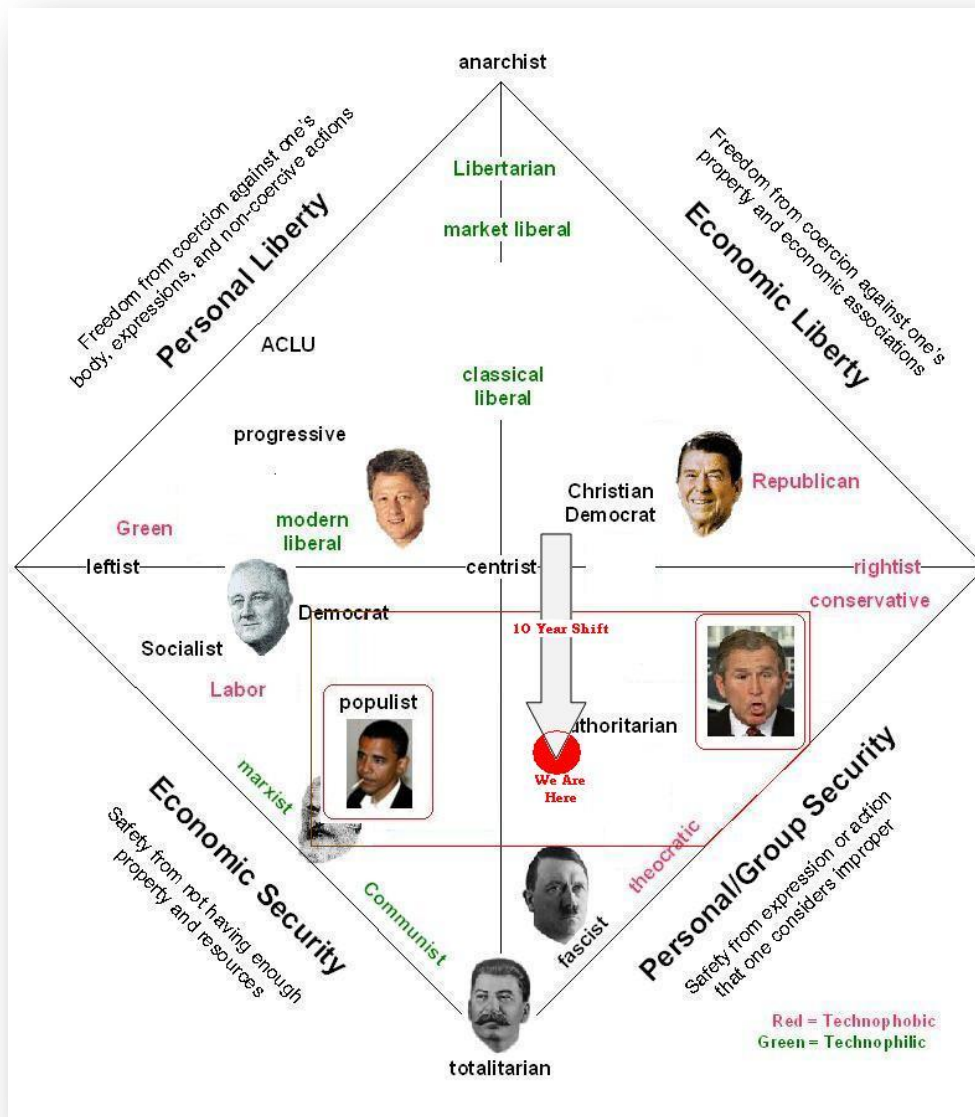 anarchist
Freedom from coercion against one's
body, expressions, and non-coercive actions
Personal Liberty
Freedom from coercion against one's
property and economic associations
Economic Liberty
Libertarian
market liberal
ACLU
classical
liberal
progressive
Christian
Democrat
Republican
Green
modern
liberal
leftist
centrist
rightist
conservative
Democrat
10 Year Shift
Socialist
Labor
populist
uthoritarian
We Are
Here
marxist
theocratic
Communist
fascist
Economic Security
Safety from not having enough
property and resources
Personal/Group Security
Safety from expression or action
that one considers improper
totalitarian
Red = Technophobic
Green = Technophilic